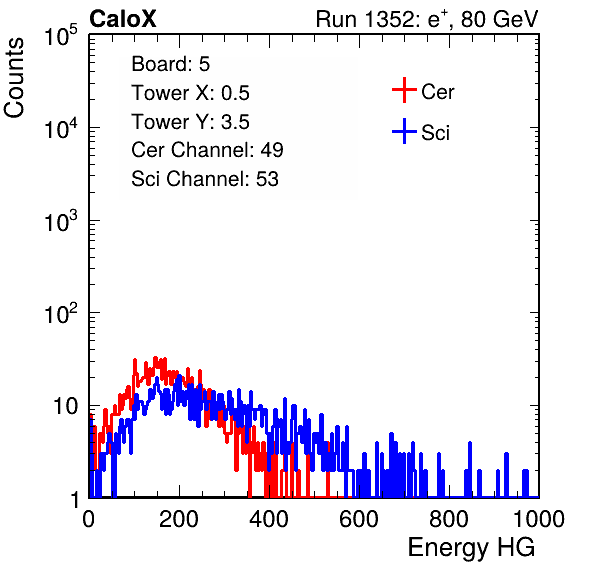 CaloX Run 1352: e⁺, 80 GeV
Counts
Board: 5
Tower X: 0.5
Tower Y: 3.5
Cer Channel: 49
Sci Channel: 53
Cer
Sci
10⁵
10⁴
10³
10²
10
1
0 200 400 600 800 1000
Energy HG